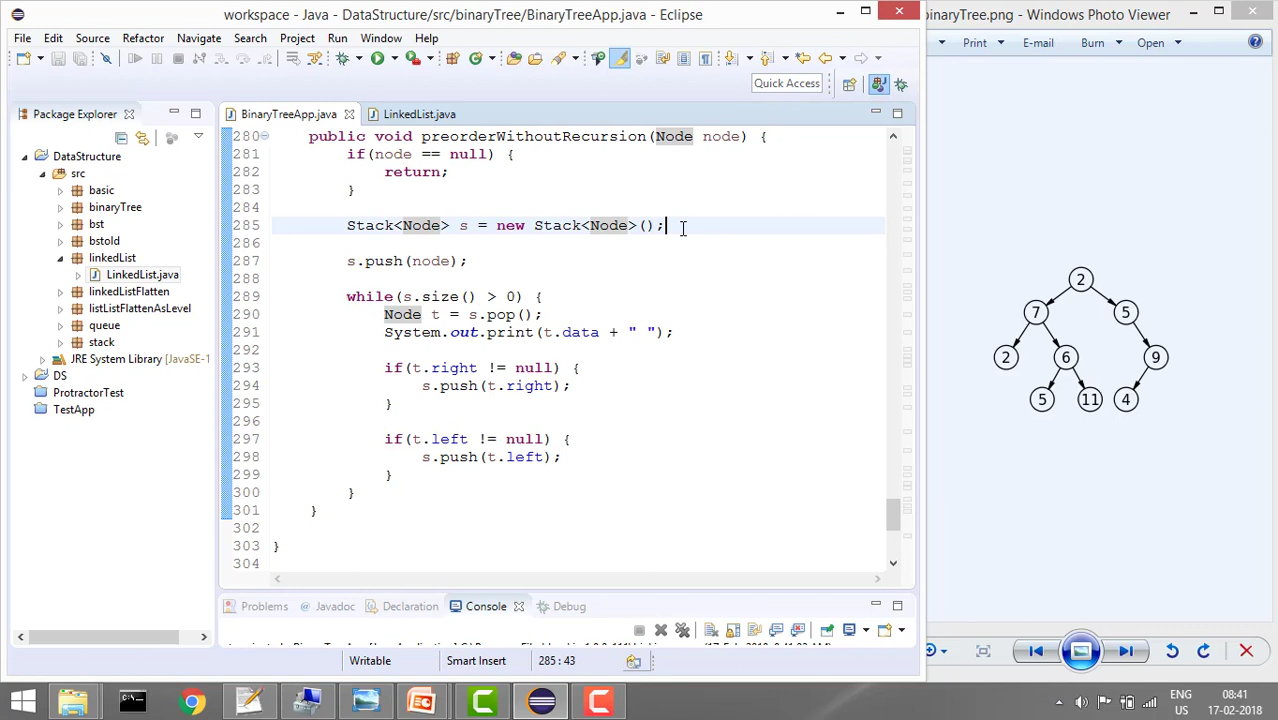 workspace - Java - DataStructure/src/binaryTree/BinaryTreeApp.java - Eclipse
inaryTree.png - Windows Photo Viewer
File Edit Source Refactor Navigate Search Project Run Window Help
Print E-mail Burn Open
Quick Access
Package Explorer
BinaryTreeApp.java
LinkedList.java
DataStructure
src
basic
binaryTree
bst
linkedList
LinkedList.java
linkedListFlatten
listListFlattenAsLevel
queue
stack
JRE System Library [JavaSE-
DS
ProtractorTest
TestApp
280 public void preorderWithoutRecursion(Node node) {
281 if(node == null) {
282 return;
283 }
284
285 Stack<Node> = new Stack<Node> ();
286
287 s.push(node);
288
289 while(s.size() 0) {
290 Node t = s.pop();
291 System.out.print(t data + " ");
292
293 if(t.right != null) {
294 s.push(t.right);
295 }
296
297 if(t.left = null) {
298 s.push(t.left);
299 }
300 }
301 }
302
303 }
304
2
7 5
2 6 9
5 11 4
Problems Javadoc Declaration Console Debug
Writable Smart Insert 285 : 43
ENG
US
08:41
17-02-2018